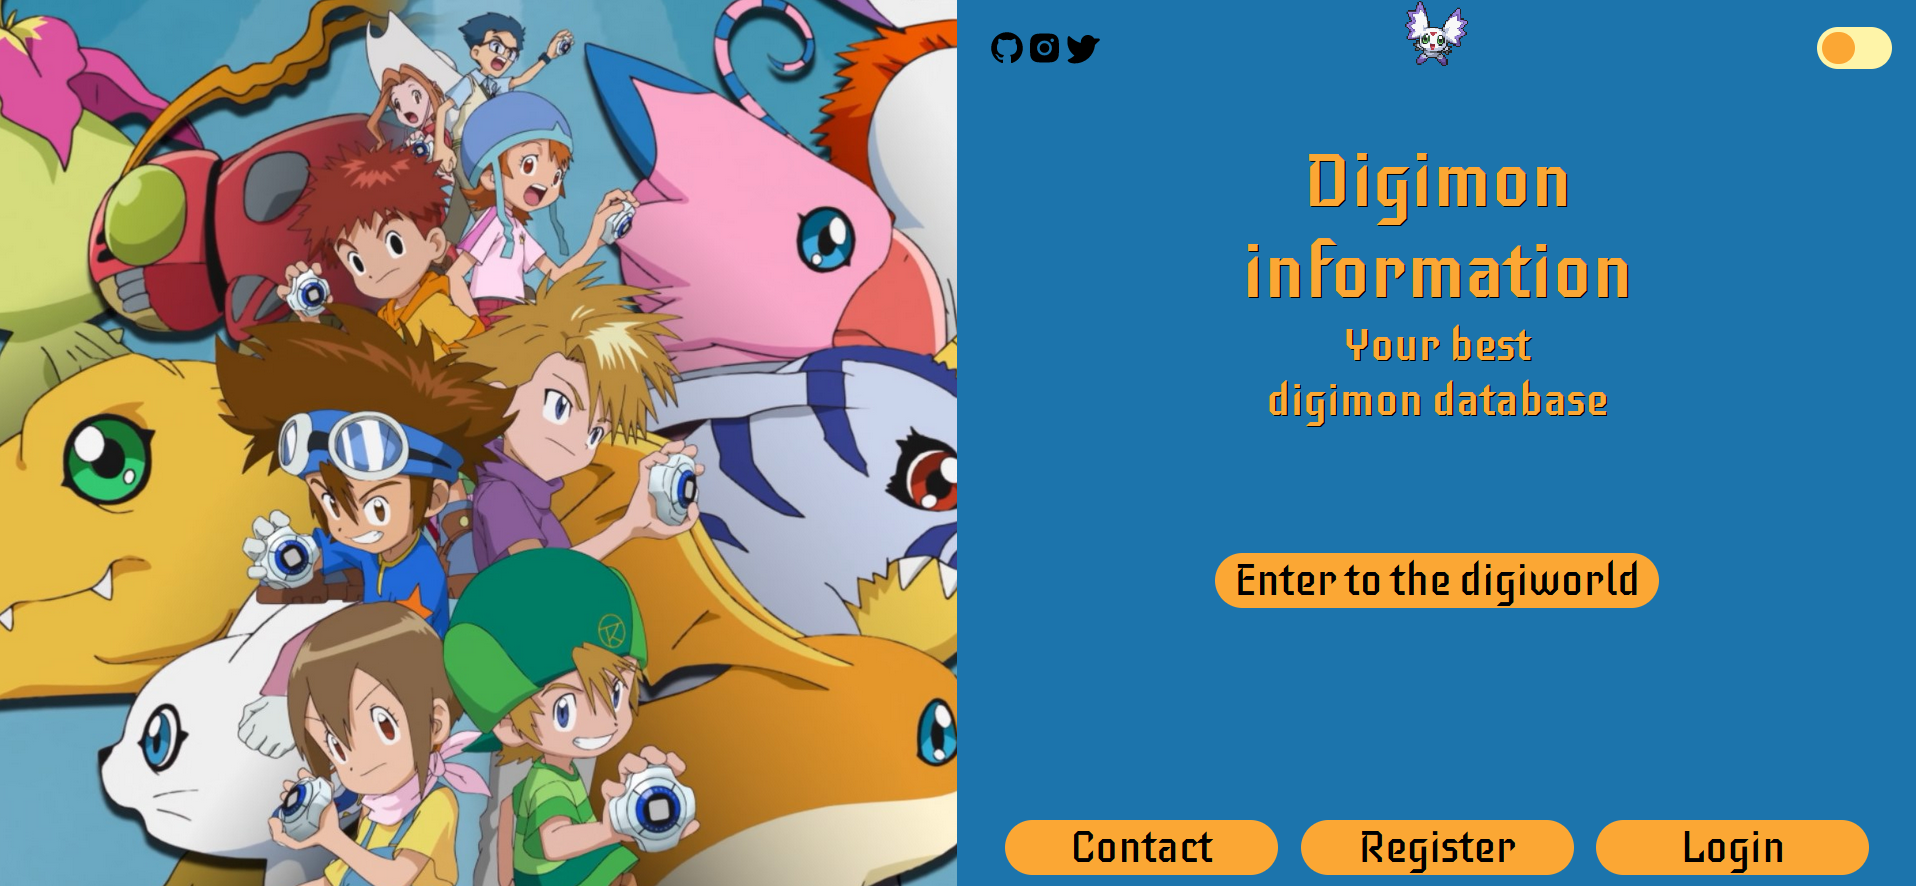 Digimon
information
Your best
digimon database
Enter to the digiworld
Contact
Register
Login